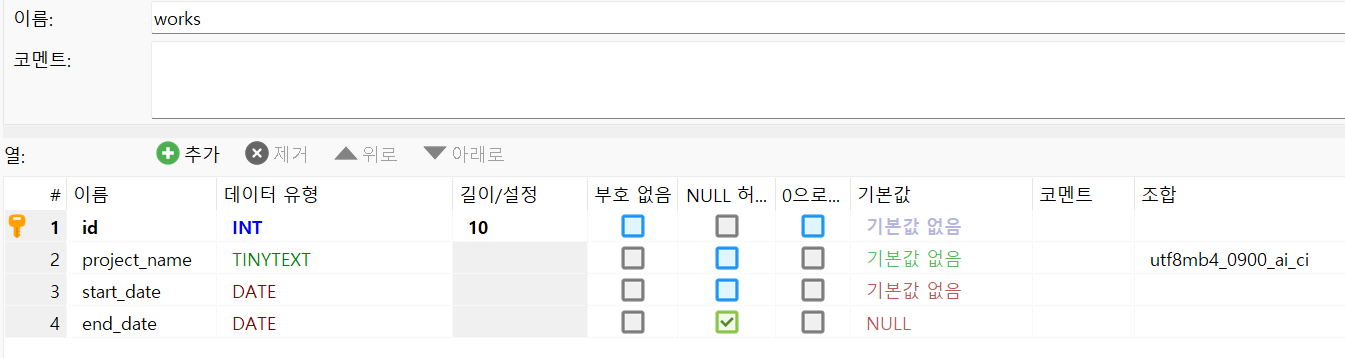 이름: works
코멘트:
열: 추가 제거 위로 아래로
# 이름 데이터 유형 길이/설정 부호 없음 NULL 허... 0으로... 기본값 코멘트 조합
1 id INT 10 기본값 없음
2 project_name TINYTEXT 기본값 없음 utf8mb4_0900_ai_ci
3 start_date DATE 기본값 없음
4 end_date DATE NULL